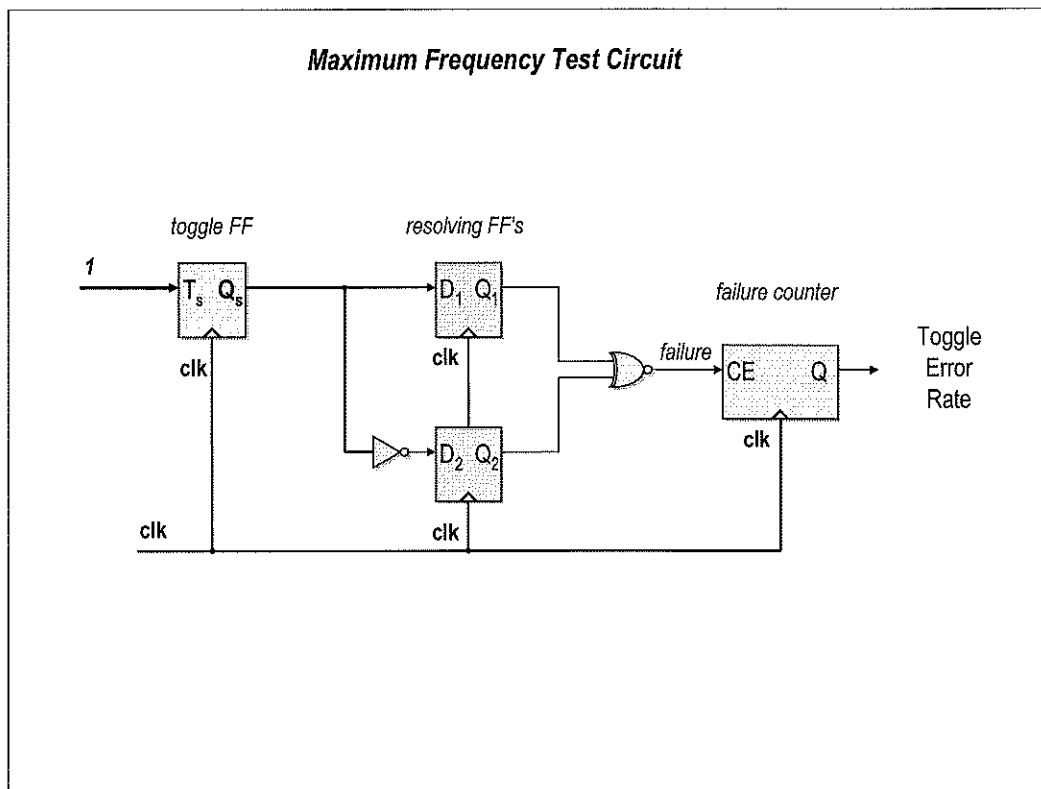 Maximum Frequency Test Circuit
toggle FF
resolving FF's
1
Ts Qs
D1 Q1
failure counter
clk
clk
failure
CE Q
Toggle
Error
Rate
D2 Q2
clk
clk
clk